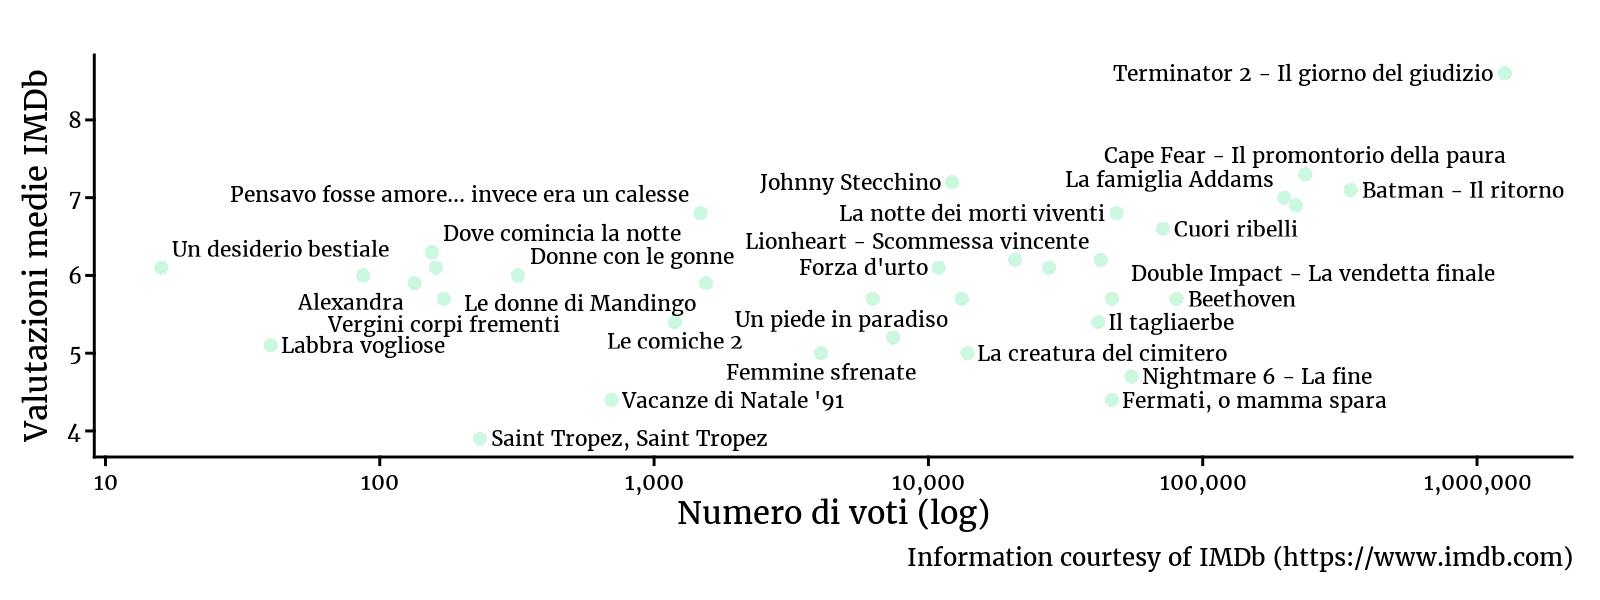 Terminator 2 - Il giorno del giudizio
Valutazioni medie IMDb
8
7
6
5
4
Cape Fear - Il promontorio della paura
La famiglia Addams
Johnny Stecchino
Batman - Il ritorno
Pensavo fosse amore... invece era un calesse
La notte dei morti viventi
Cuori ribelli
Dove comincia la notte
Un desiderio bestiale
Lionheart - Scommessa vincente
Donne con le gonne
Forza d'urto
Double Impact - La vendetta finale
Alexandra
Le donne di Mandingo
Beethoven
Vergini corpi frementi
Un piede in paradiso
Il tagliaerbe
Labbra vogliose
Le comiche 2
La creatura del cimitero
Femmine sfrenate
Nightmare 6 - La fine
Vacanze di Natale '91
Fermati, o mamma spara
Saint Tropez, Saint Tropez
10
100
1,000
10,000
100,000
1,000,000
Numero di voti (log)
Information courtesy of IMDb (https://www.imdb.com)